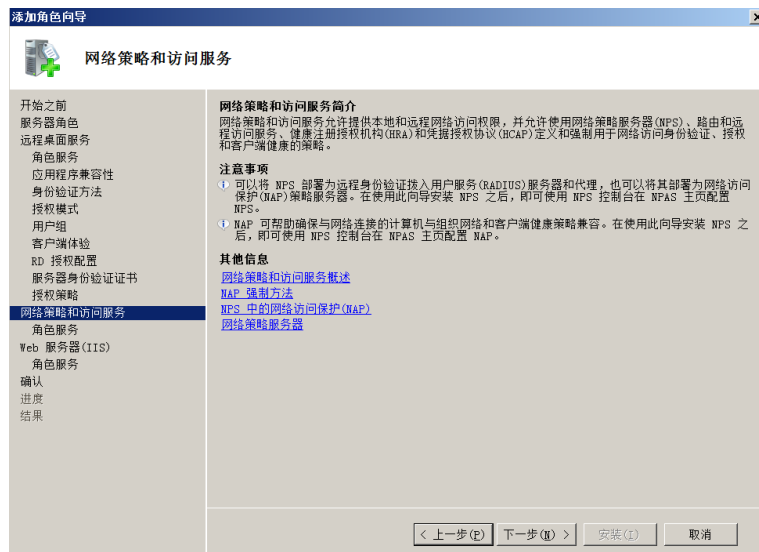 添加角色向导
网络策略和访问服务
开始之前
服务器角色
远程桌面服务
角色服务
应用程序兼容性
身份验证方法
授权模式
用户组
客户端体验
RD 授权配置
服务器身份验证证书
授权策略
网络策略和访问服务
角色服务
Web 服务器(IIS)
角色服务
确认
进度
结果
网络策略和访问服务简介
网络策略和访问服务允许提供本地和远程网络访问权限，并允许使用网络策略服务器(NPS)、路由和远
程访问服务、健康注册授权机构(HRA)和凭据授权协议(HCAP)定义和强制用于网络访问身份验证、授权
和客户端健康的策略。
注意事项
可以将 NPS 部署为远程身份验证拨入用户服务(RADIUS)服务器和代理，也可以将其部署为网络访问
保护(NAP)策略服务器。在使用此向导安装 NPS 之后，即可使用 NPS 控制台在 NPAS 主页配置
NPS。
NAP 可帮助确保与网络连接的计算机与组织网络和客户端健康策略兼容。在使用此向导安装 NPS 之
后，即可使用 NPS 控制台在 NPAS 主页配置 NAP。
其他信息
网络策略和访问服务概述
NAP 强制方法
NPS 中的网络访问保护(NAP)
网络策略服务器
< 上一步(P) 下一步(N) > 安装(I) 取消